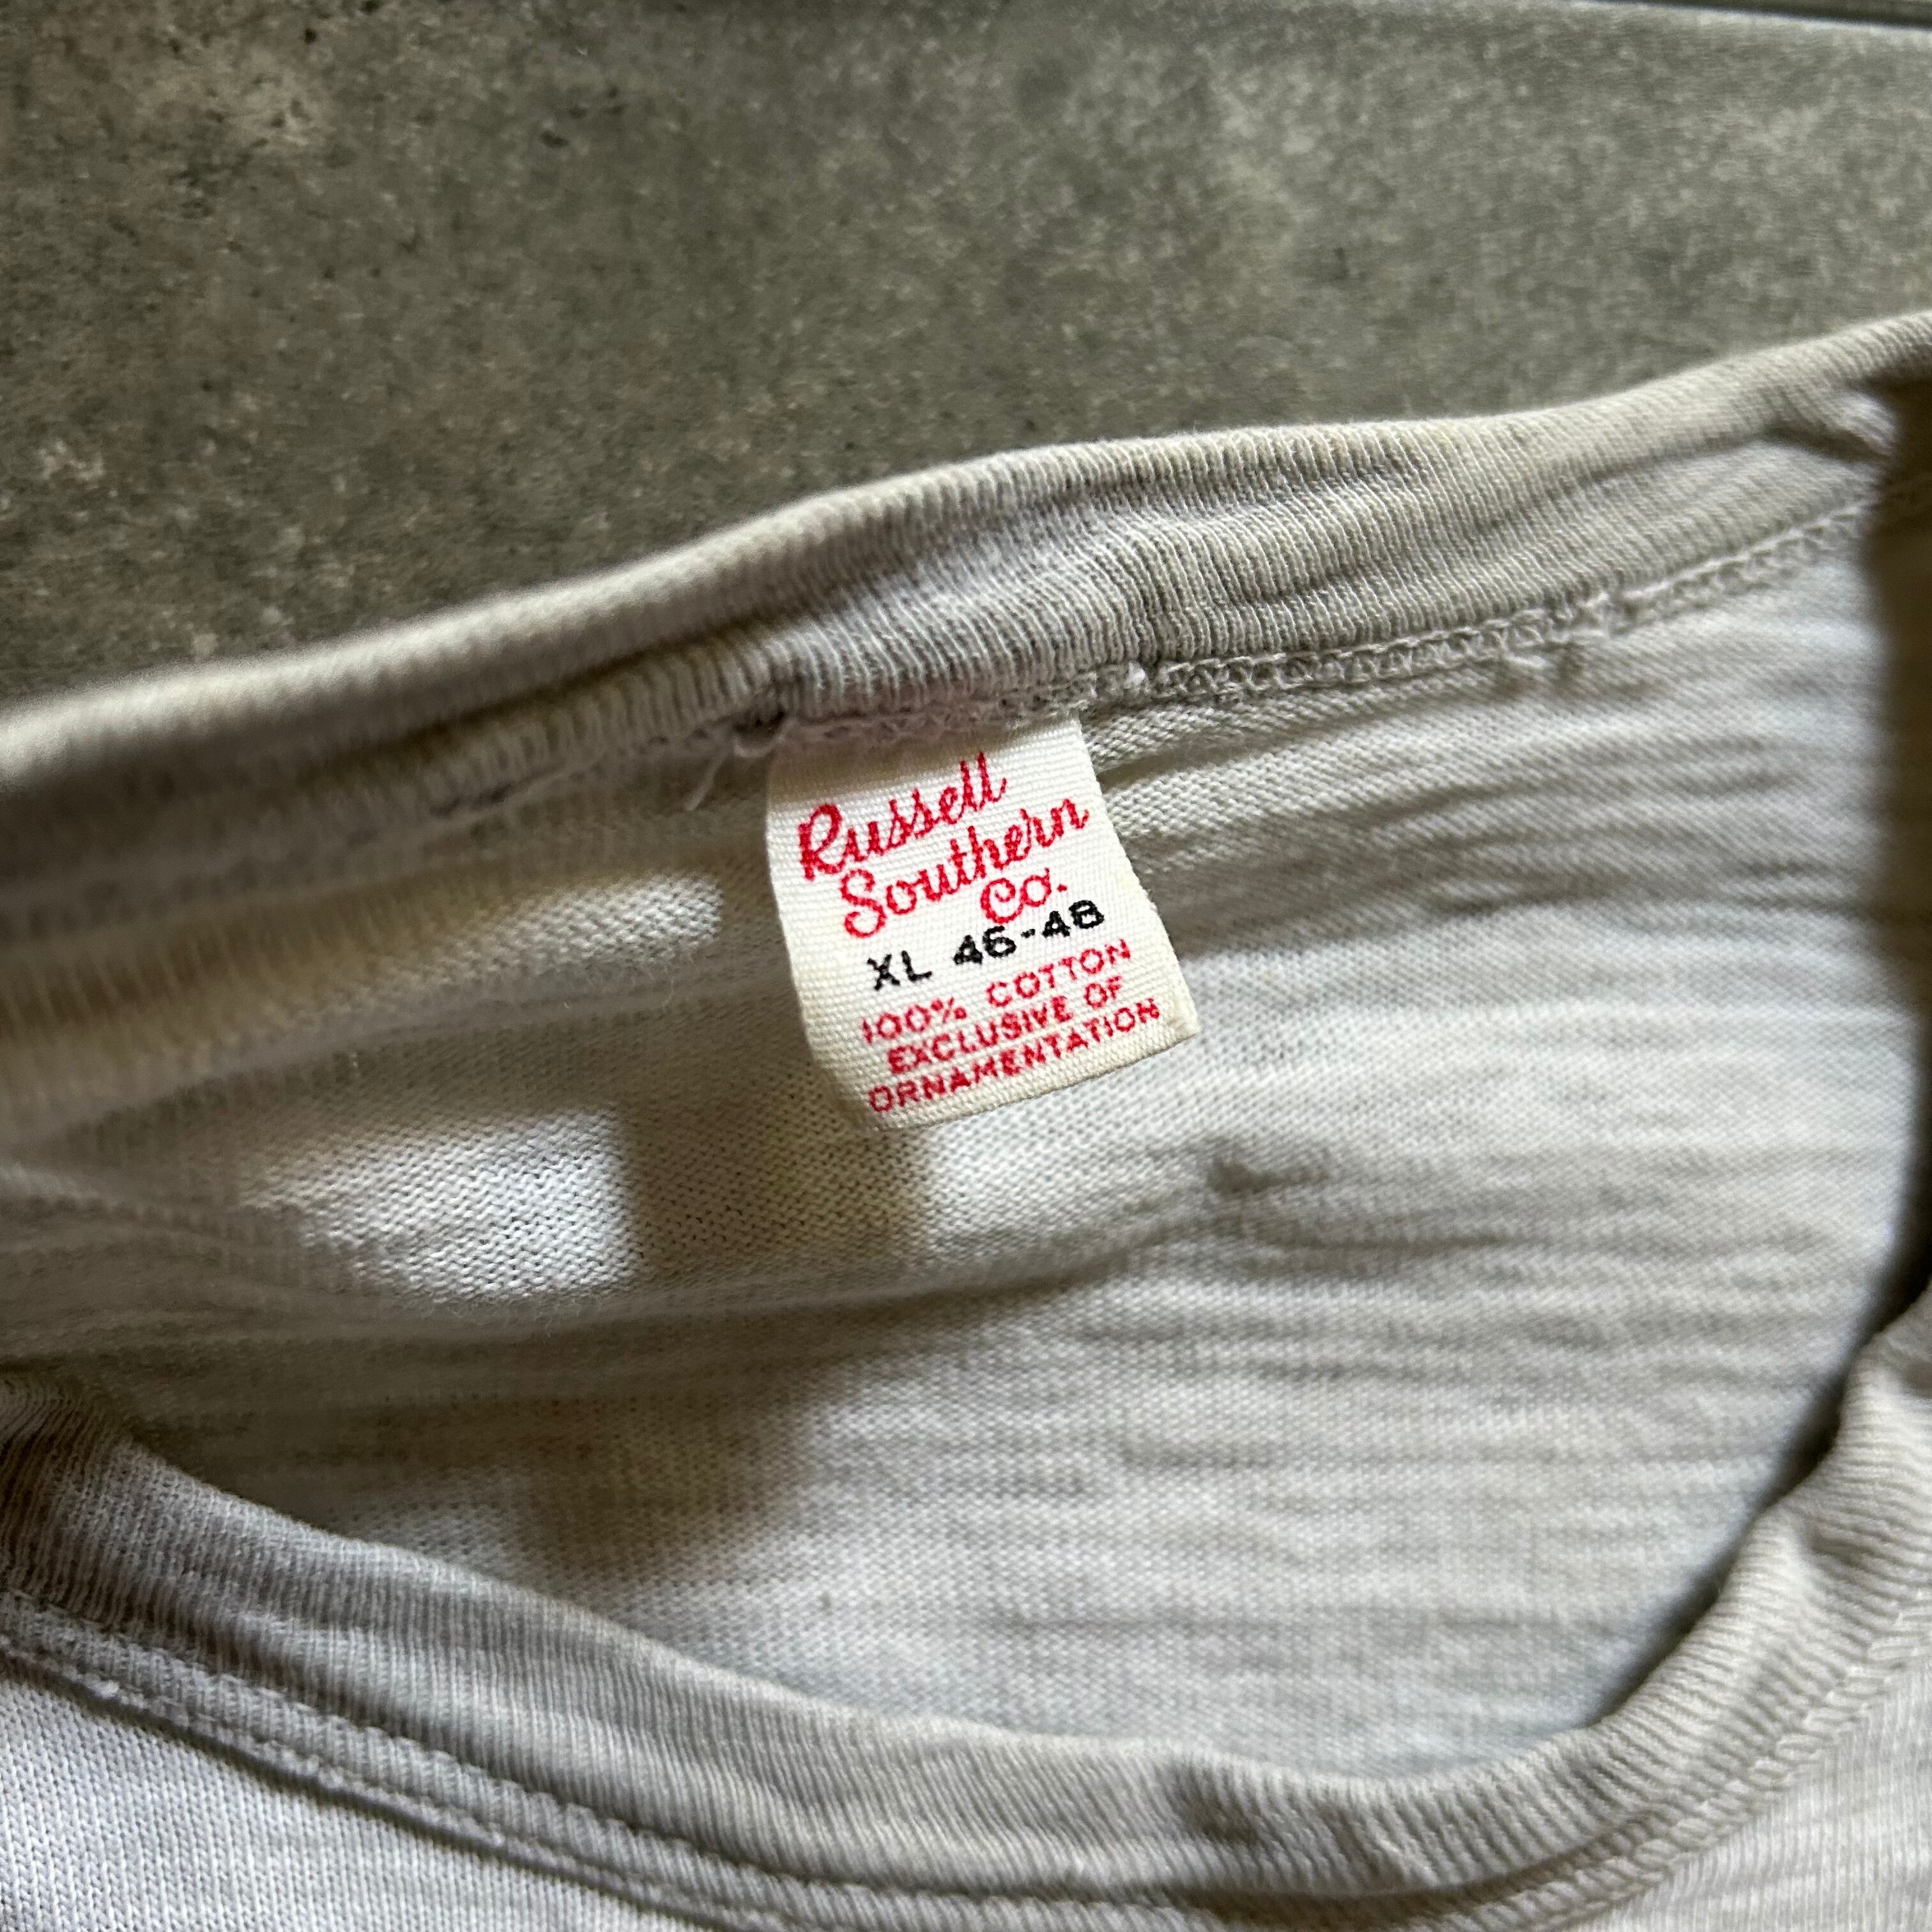 Russell
Southern
Co.
XL 46-48
100% COTTON
EXCLUSIVE OF
ORNAMENTATION